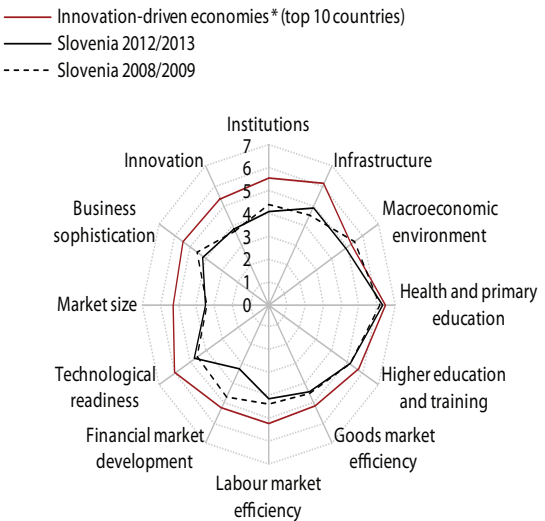 Innovation-driven economies* (top 10 countries)
Slovenia 2012/2013
Slovenia 2008/2009
Institutions
7
6
5
4
3
2
1
0
Infrastructure
Macroeconomic
environment
Health and primary
education
Higher education
and training
Goods market
efficiency
Labour market
efficiency
Financial market
development
Technological
readiness
Market size
Business
sophistication
Innovation